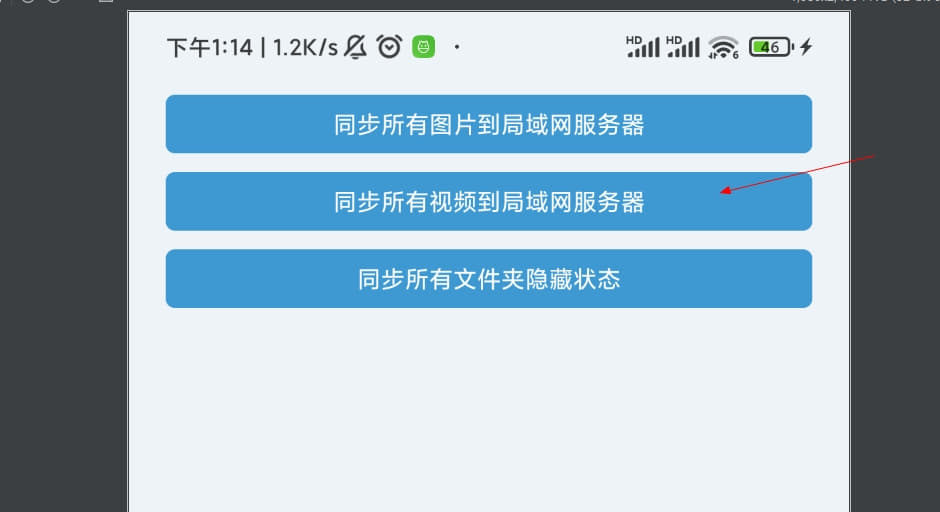 下午1:14 | 1.2K/s
HD HD 6 46
同步所有图片到局域网服务器
同步所有视频到局域网服务器
同步所有文件夹隐藏状态